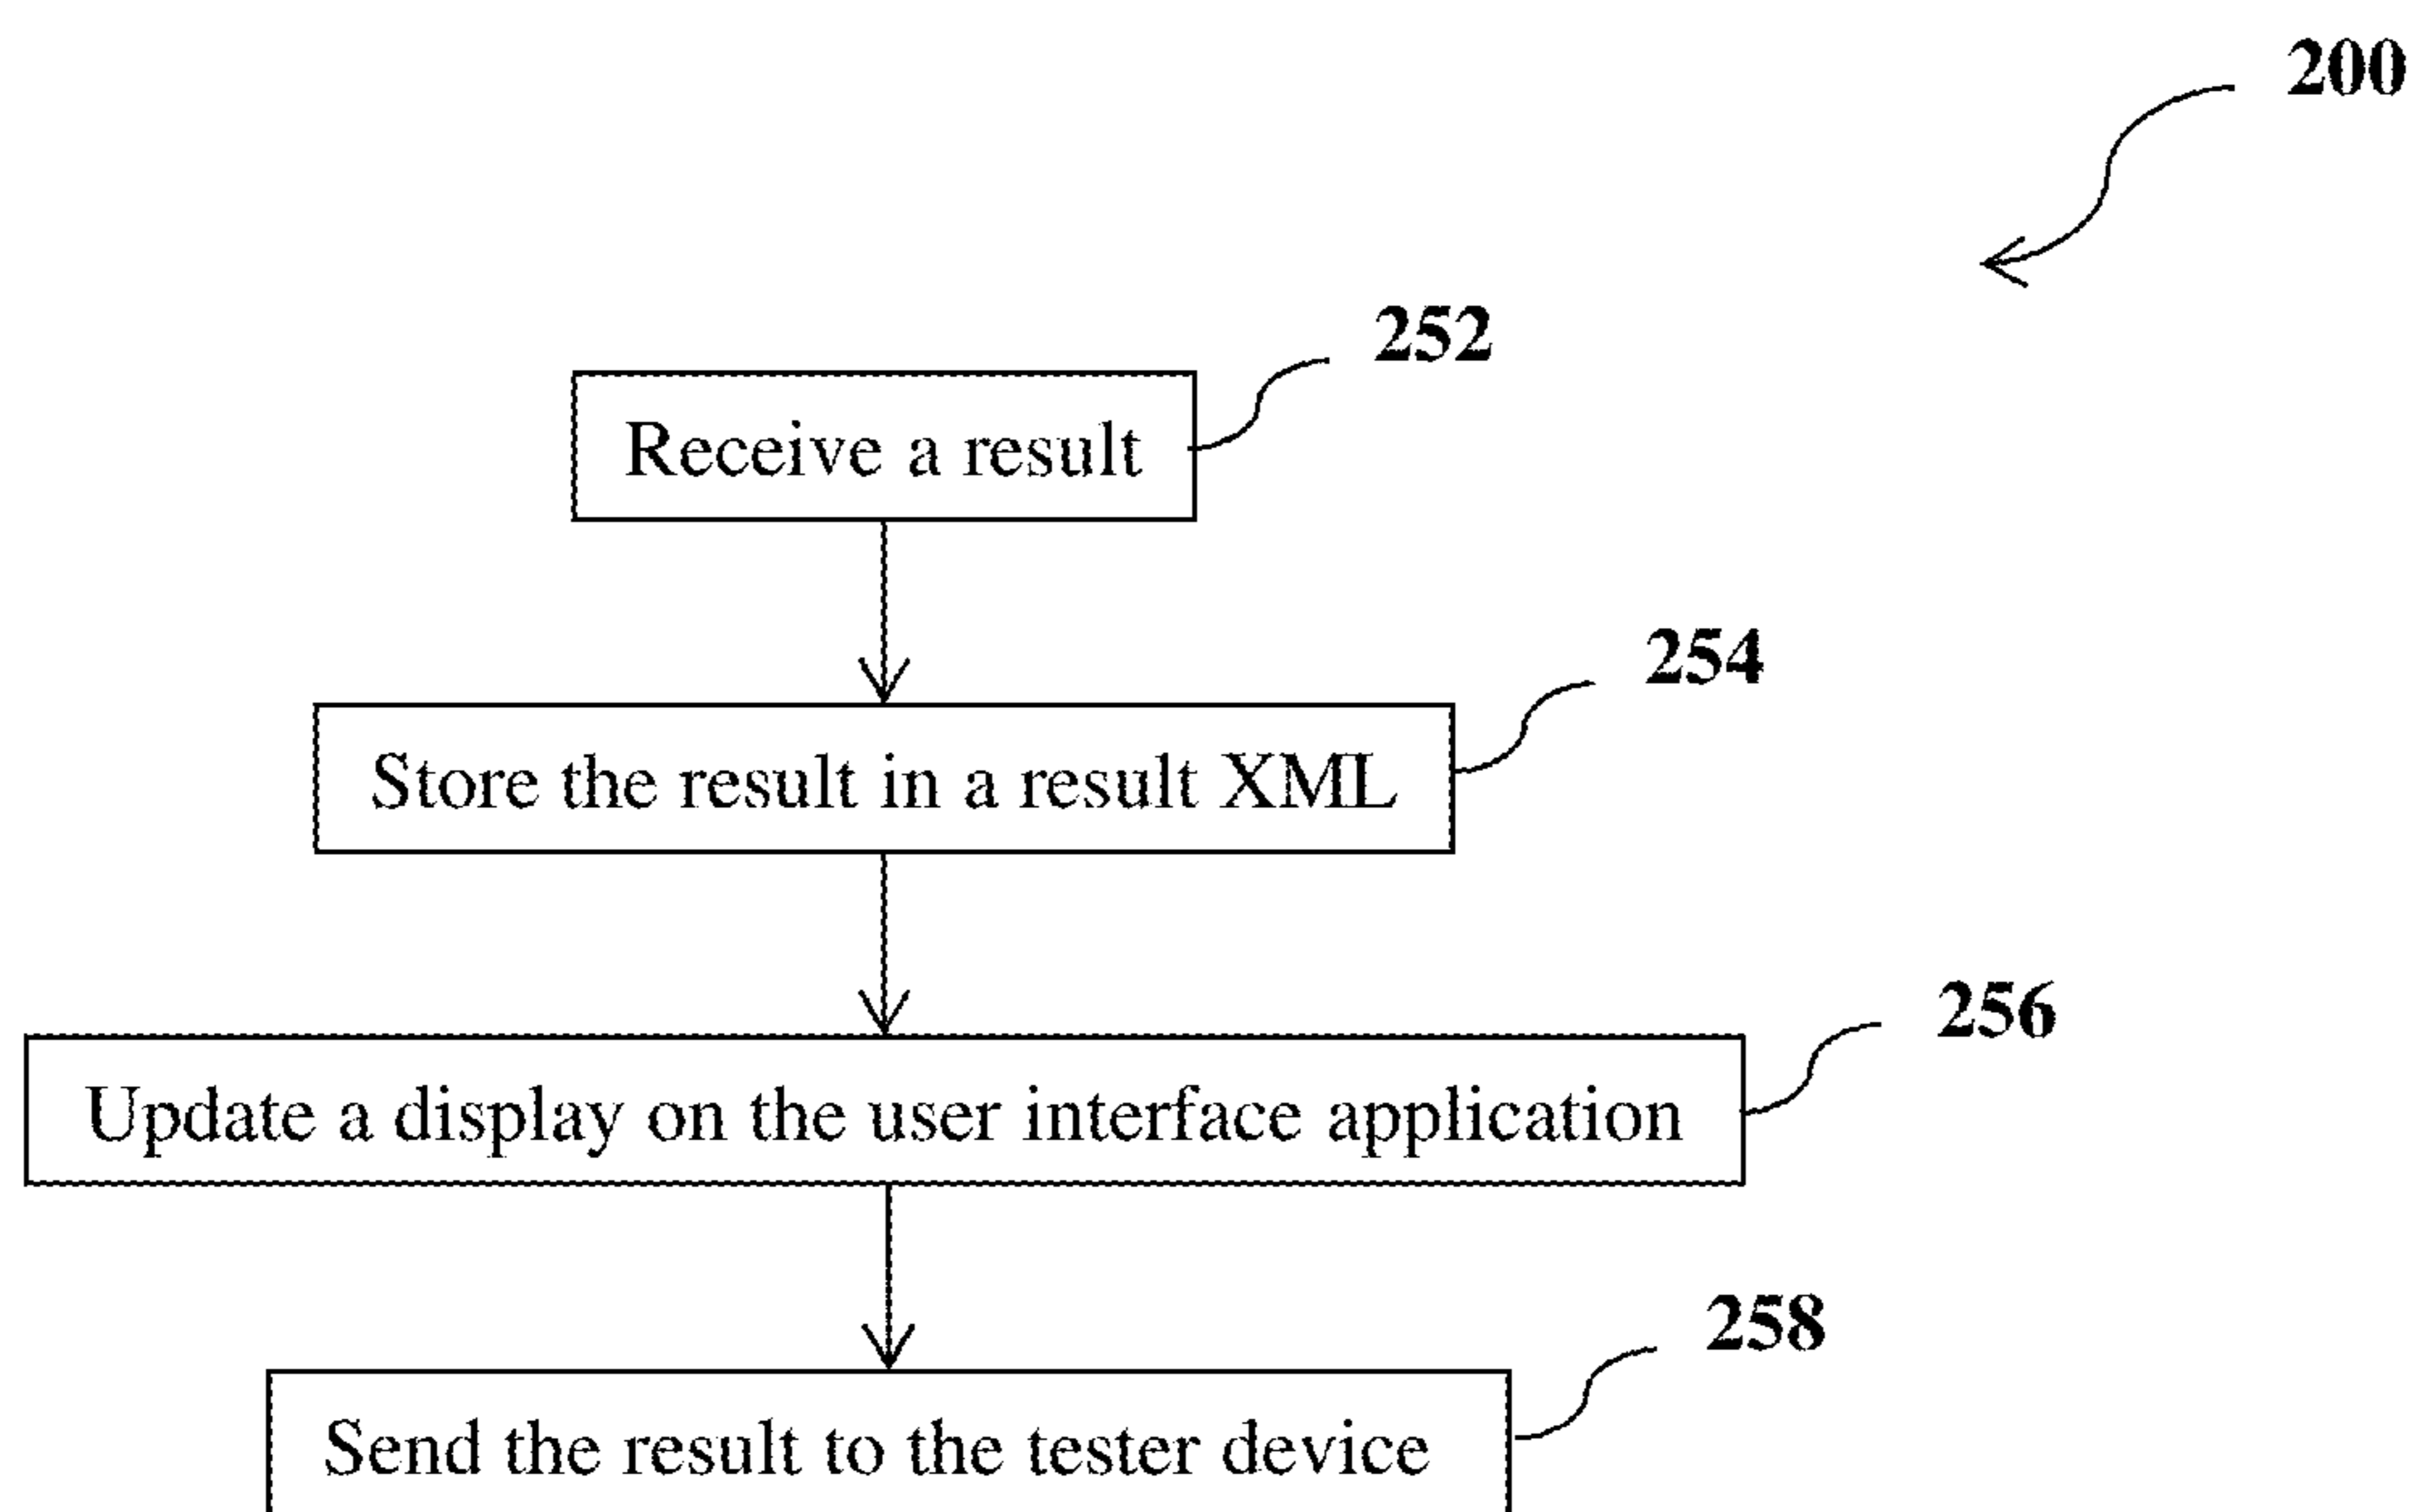 200
252
Receive a result
254
Store the result in a result XML
256
Update a display on the user interface application
258
Send the result to the tester device